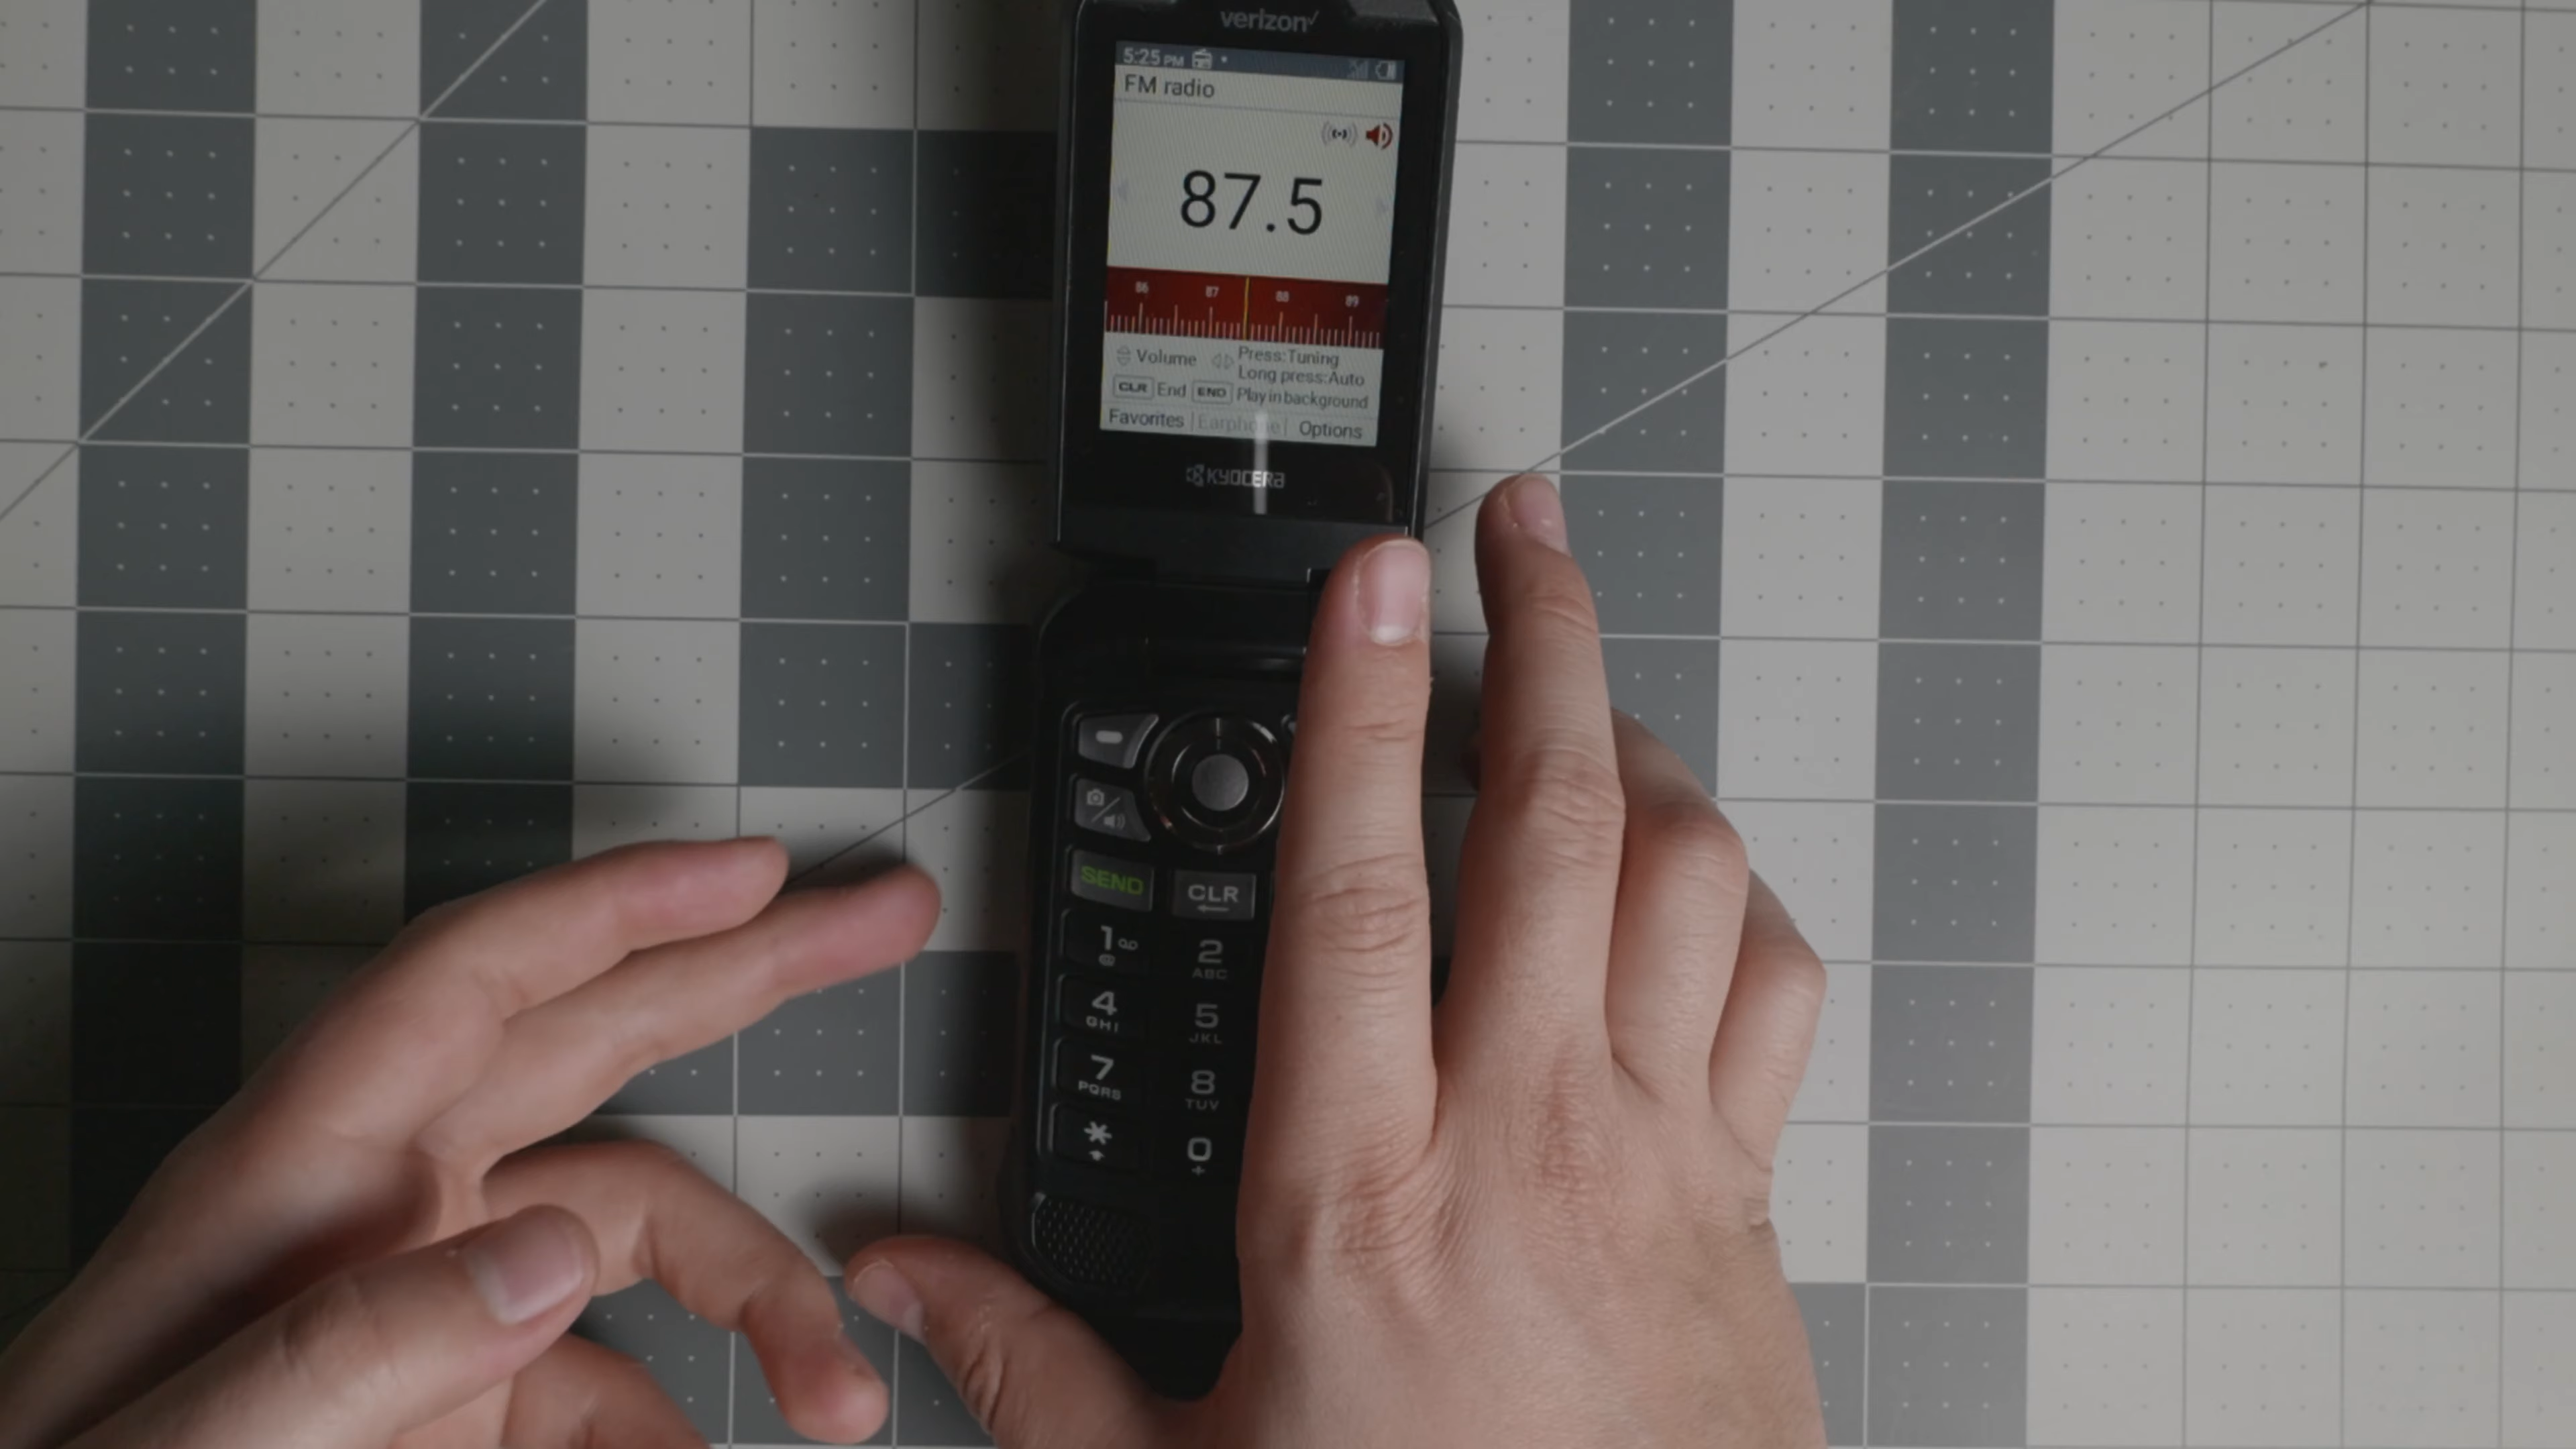 verizon✓
5:25 PM
FM radio
87.5
86 87 88 89
Volume Press:Tuning
Long press:Auto
CLR End END Play in background
Favorites Earphone Options
KYOCERA
SEND CLR
1 2
@ ABC
4 5
GHI JKL
7 8
PQRS TUV
* 0
+